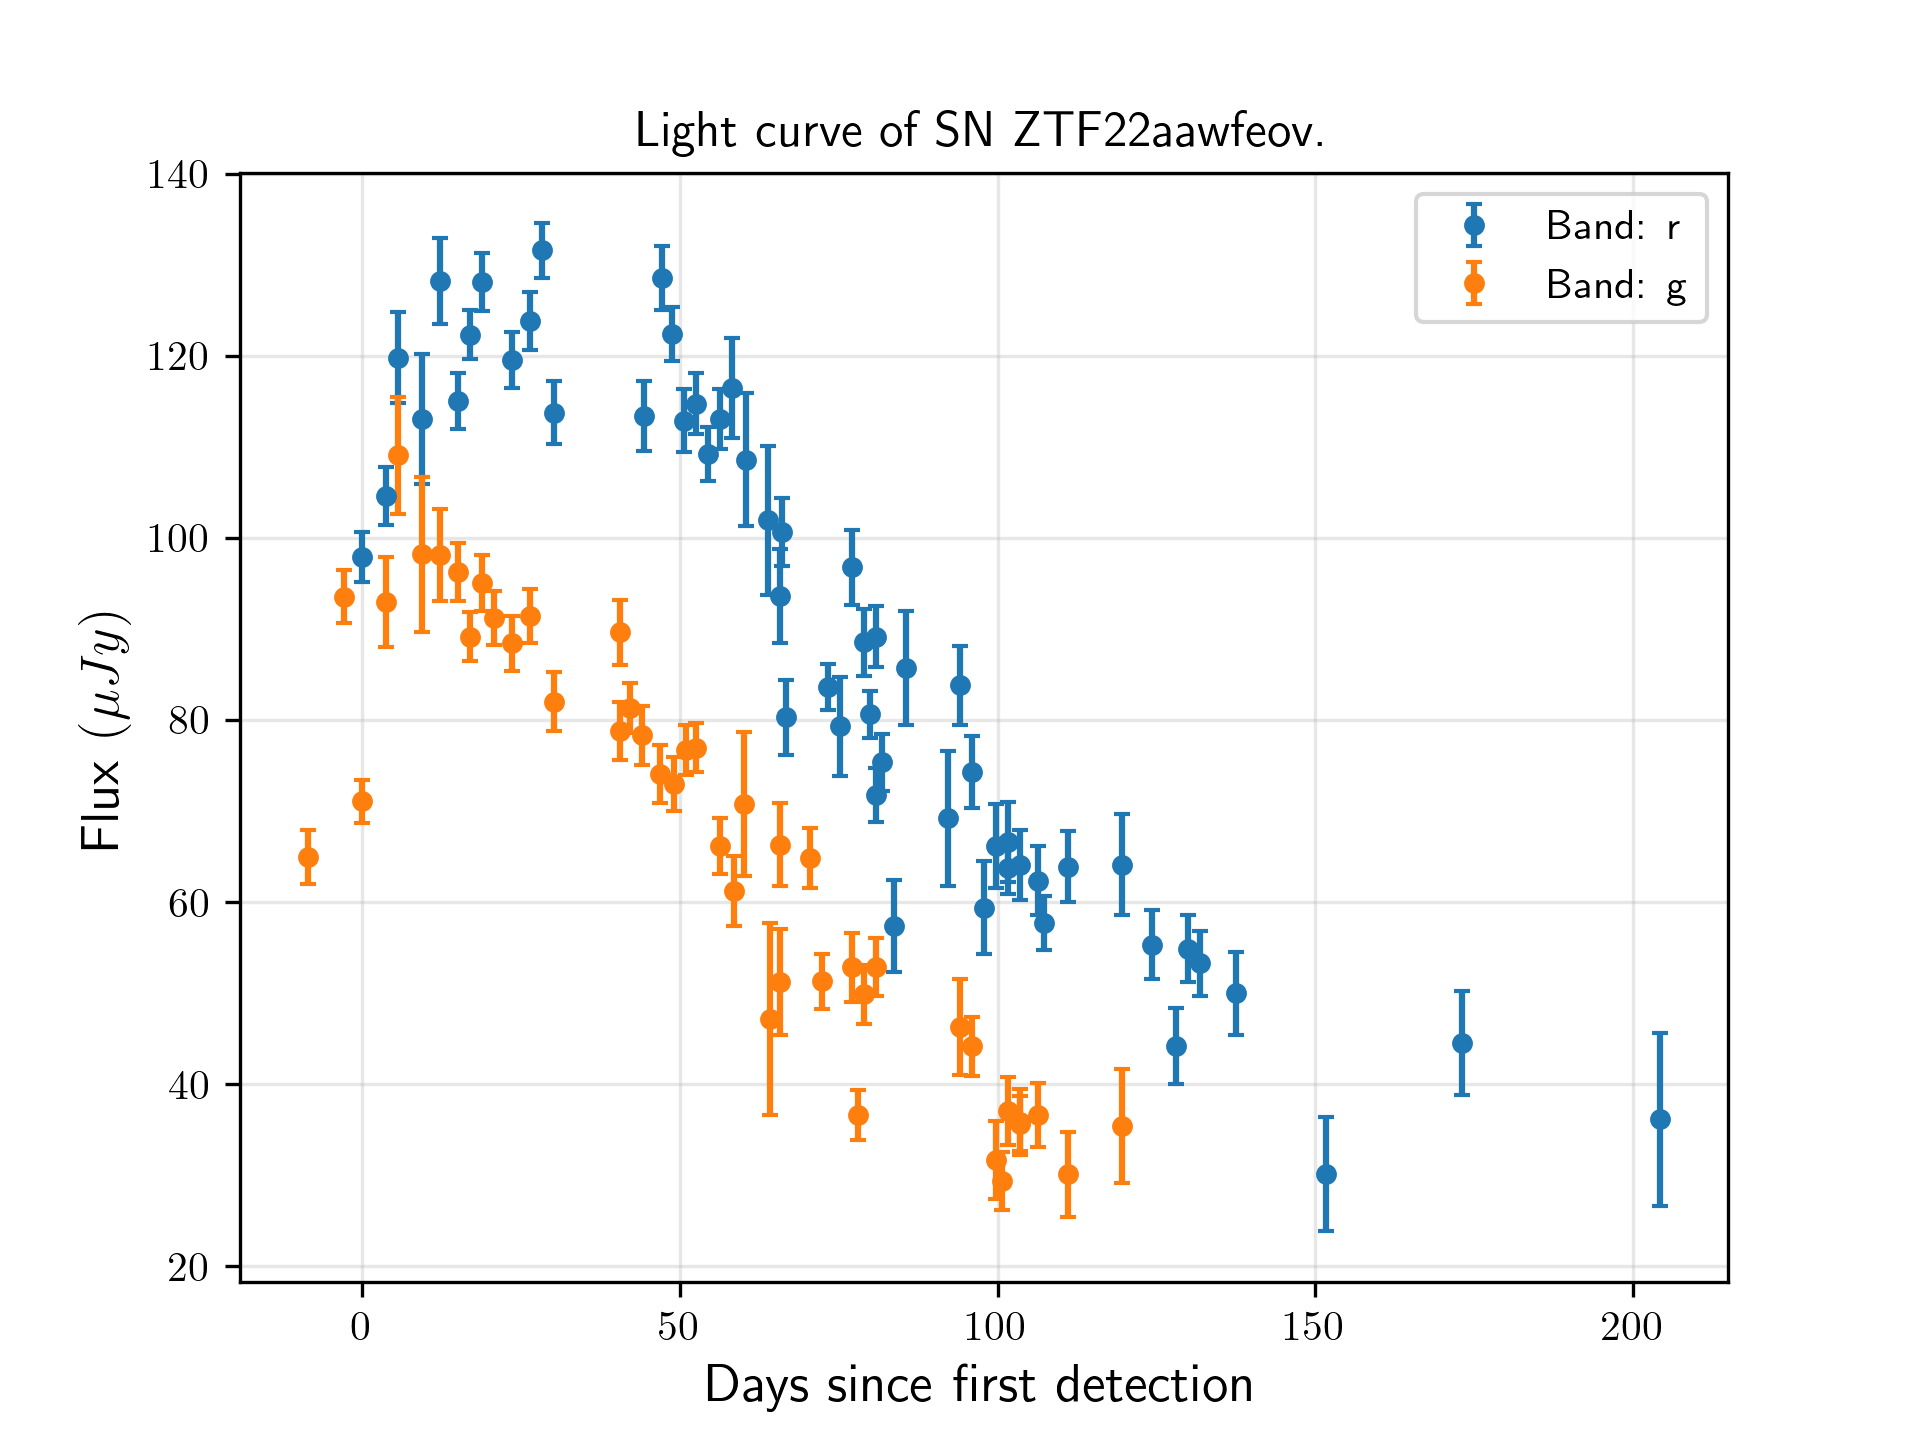 Light curve of SN ZTF22aawfeov.
140
120
100
80
60
40
20
Flux (μJy)
Band: r
Band: g
0 50 100 150 200
Days since first detection